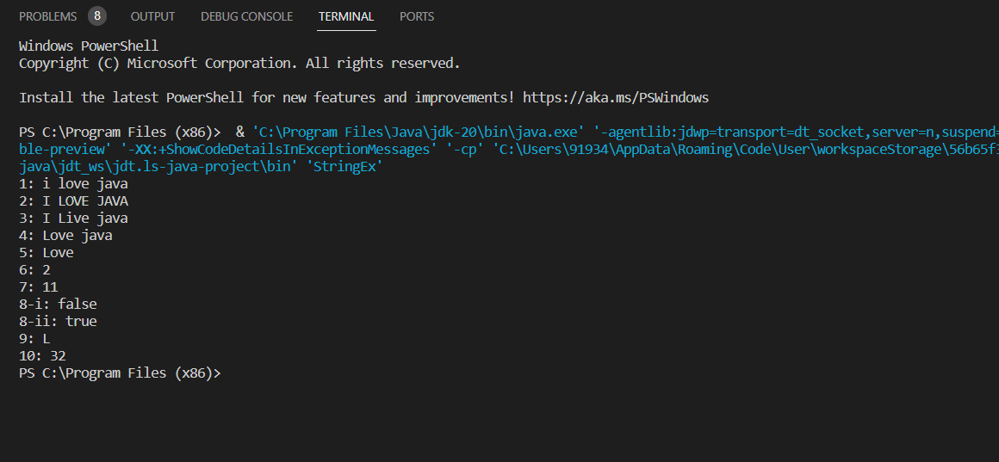 PROBLEMS 8 OUTPUT DEBUG CONSOLE TERMINAL PORTS
Windows PowerShell
Copyright (C) Microsoft Corporation. All rights reserved.
Install the latest PowerShell for new features and improvements! https://aka.ms/PSWindows
PS C:\Program Files (x86)>  & 'C:\Program Files\Java\jdk-20\bin\java.exe' '-agentlib:jdwp=transport=dt_socket,server=n,suspend=
ble-preview' '-XX:+ShowCodeDetailsInExceptionMessages' '-cp' 'C:\Users\91934\AppData\Roaming\Code\User\workspaceStorage\56b65f
java\jdt_ws\jdt.ls-java-project\bin' 'StringEx'
1: i love java
2: I LOVE JAVA
3: I Live java
4: Love java
5: Love
6: 2
7: 11
8-i: false
8-ii: true
9: L
10: 32
PS C:\Program Files (x86)>